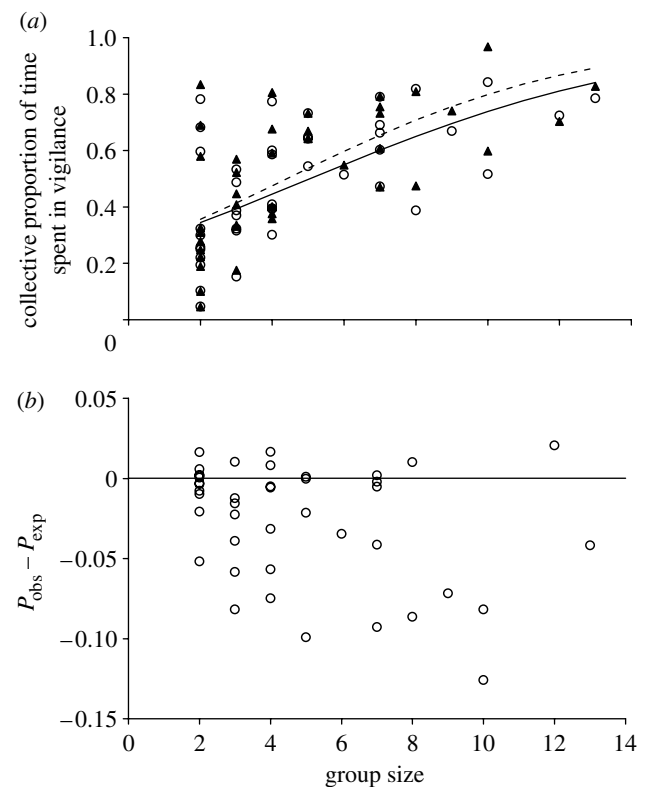 (a)
1.0
0.8
0.6
0.4
0.2
0
collective proportion of time
spent in vigilance
(b)
0.05
0
−0.05
−0.10
−0.15
P_obs − P_exp
0 2 4 6 8 10 12 14
group size